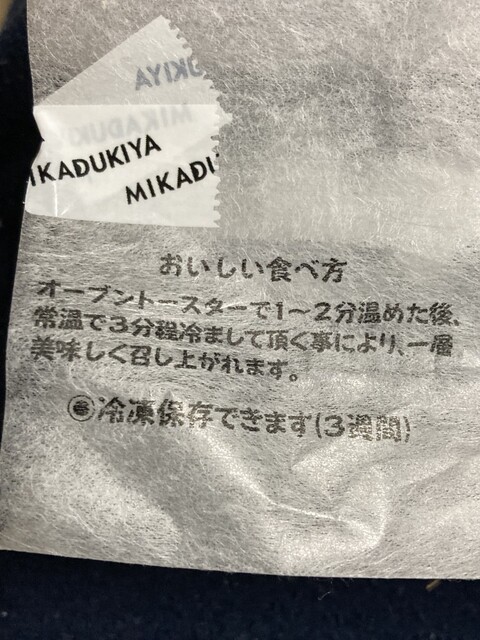 UKIYA
MIKADUKI
IKADUKIYA
MIKADU
おいしい食べ方
オーブントースターで1〜2分温めた後、
常温で3分程冷まして頂く事により、一層
美味しく召し上がれます。
冷凍保存できます(3週間)